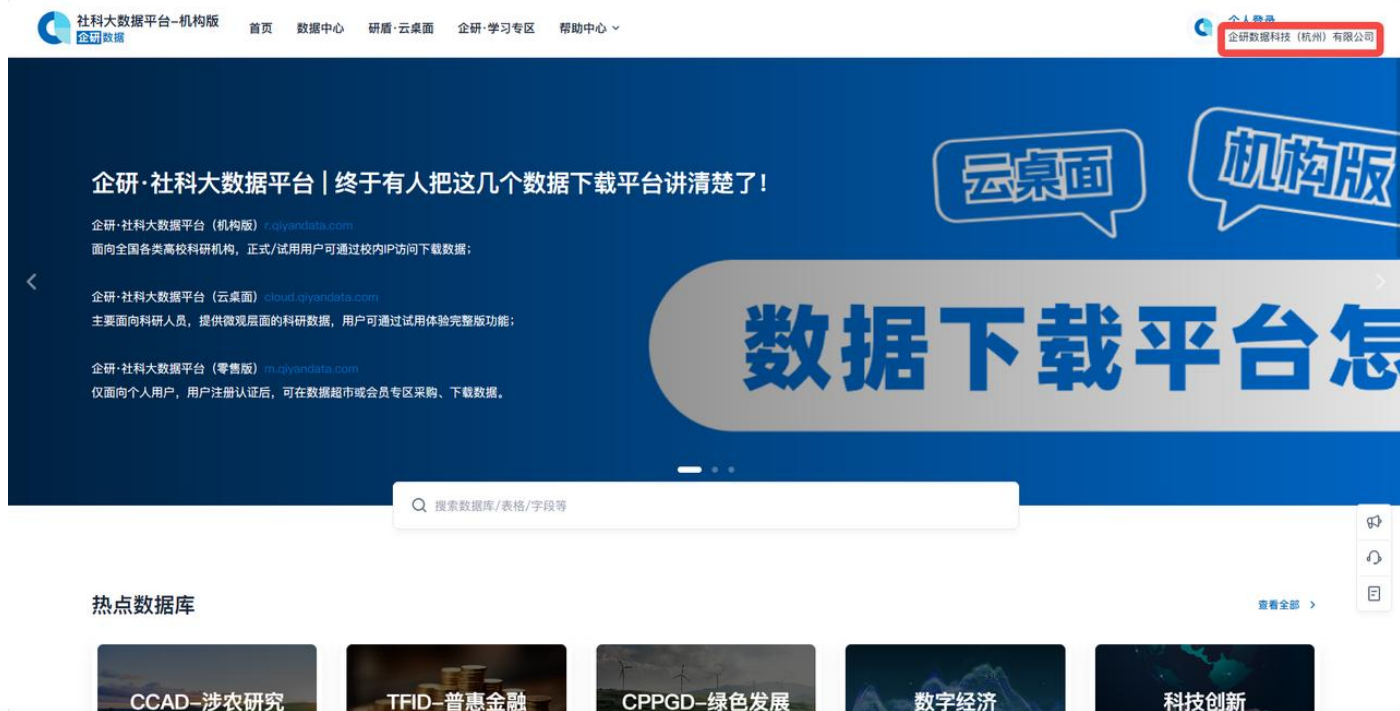 社科大数据平台-机构版
企研数据
首页 数据中心 研盾·云桌面 企研·学习专区 帮助中心
个人登录
企研数据科技（杭州）有限公司
企研·社科大数据平台 | 终于有人把这几个数据下载平台讲清楚了！
企研·社科大数据平台（机构版）r.qiyandata.com
面向全国各类高校科研机构，正式/试用用户可通过校内IP访问下载数据；
企研·社科大数据平台（云桌面）cloud.qiyandata.com
主要面向科研人员，提供微观层面的科研数据，用户可通过试用体验完整版功能；
企研·社科大数据平台（零售版）m.qiyandata.com
仅面向个人用户，用户注册认证后，可在数据超市或会员专区采购、下载数据。
云桌面
机构版
数据下载平台怎
搜索数据库/表格/字段等
热点数据库
查看全部
CCAD-涉农研究
TFID-普惠金融
CPPGD-绿色发展
数字经济
科技创新